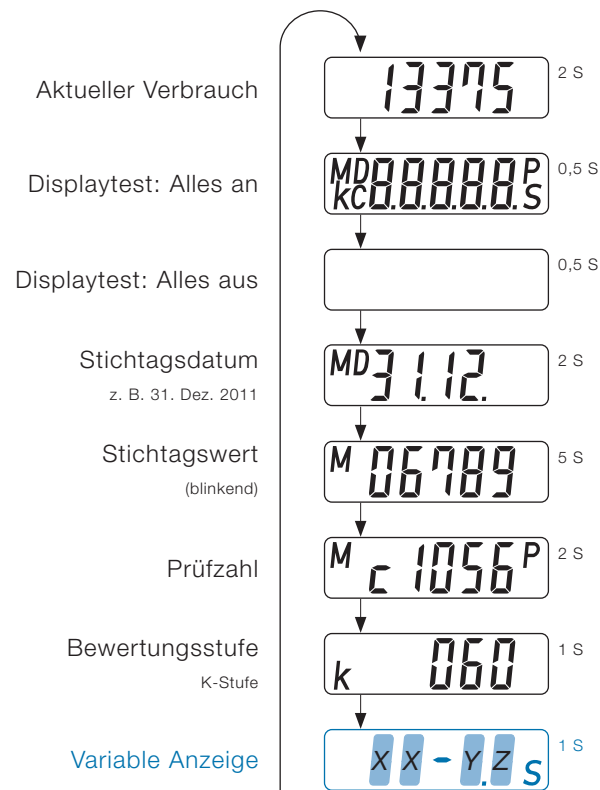 Aktueller Verbrauch
13375
2 S
Displaytest: Alles an
MD
kC
8.8.8.8.8.
P
S
0,5 S
Displaytest: Alles aus
0,5 S
Stichtagsdatum
z. B. 31. Dez. 2011
MD
31.12.
2 S
Stichtagswert
(blinkend)
M
06789
5 S
Prüfzahl
M
c 1056
P
2 S
Bewertungsstufe
K-Stufe
k
060
1 S
Variable Anzeige
X X - Y.Z S
1 S